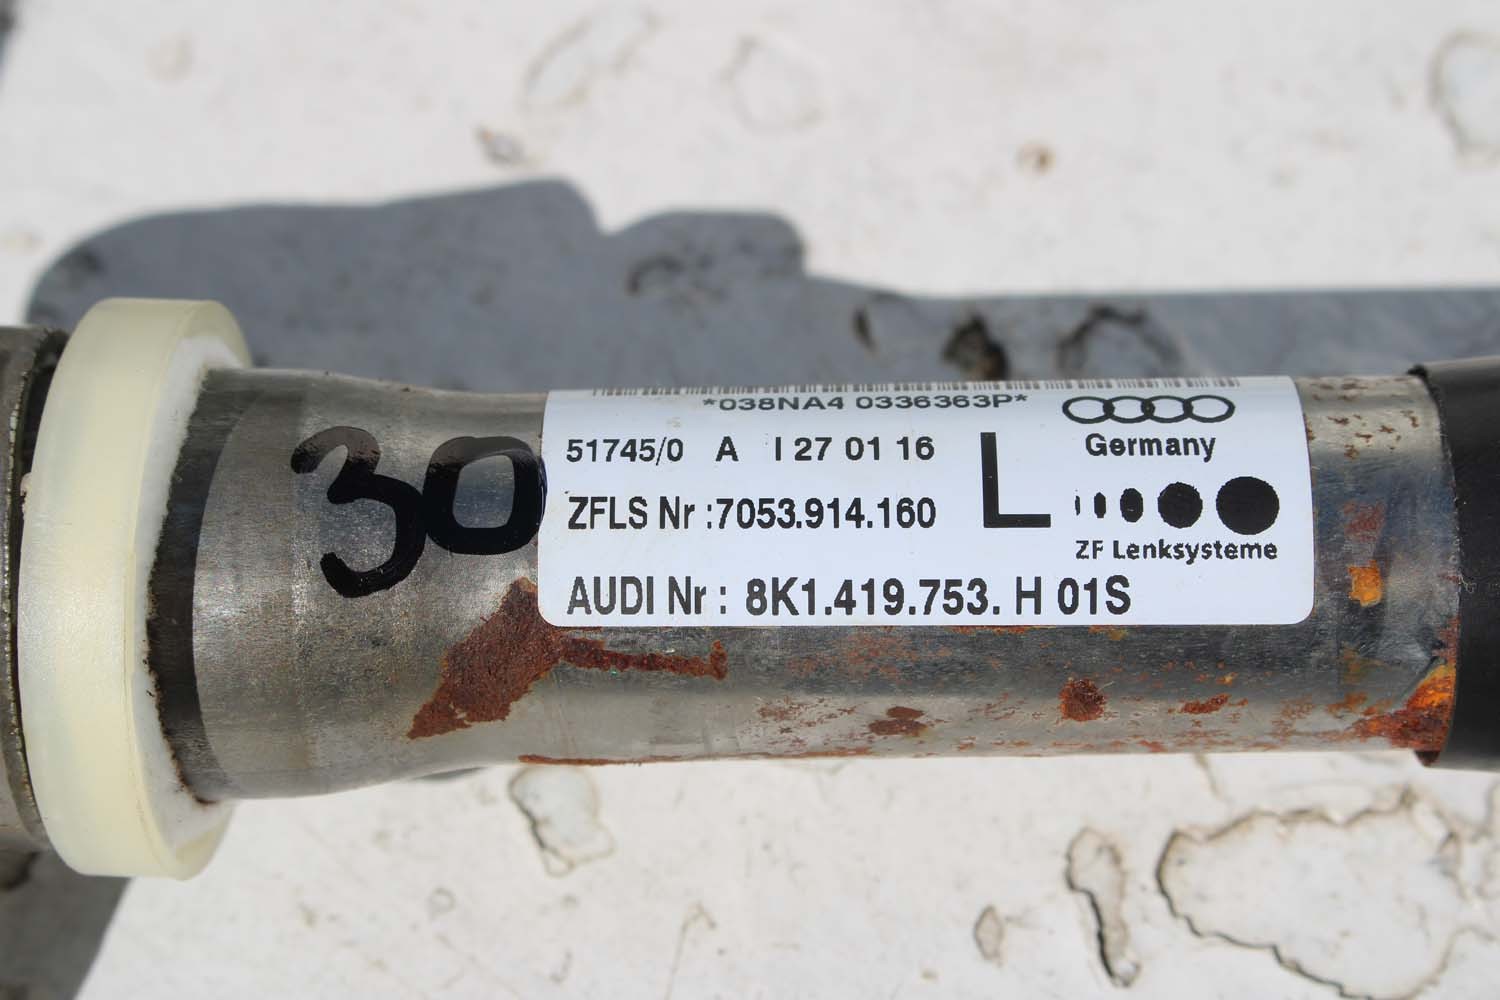 *038NA4 0336363P*
51745/0 A I 27 01 16
ZFLS Nr :7053.914.160
L
Germany
ZF Lenksysteme
AUDI Nr : 8K1.419.753. H 01S
30